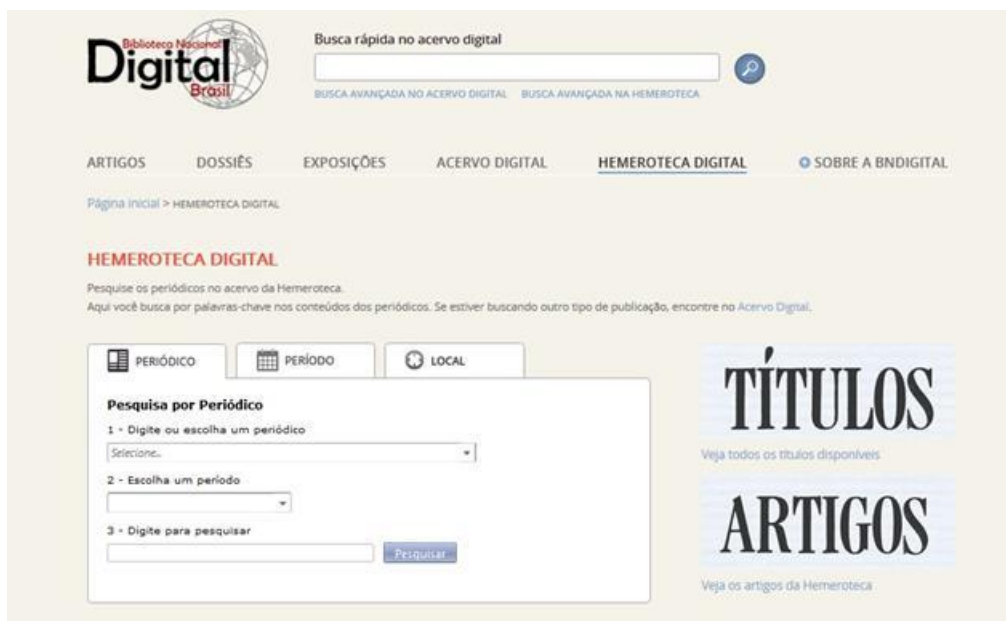 Biblioteca Nacional
Digital
Brasil
Busca rápida no acervo digital
BUSCA AVANÇADA NO ACERVO DIGITAL BUSCA AVANÇADA NA HEMEROTECA
ARTIGOS DOSSIÊS EXPOSIÇÕES ACERVO DIGITAL HEMEROTECA DIGITAL SOBRE A BNDIGITAL
Página inicial > HEMEROTECA DIGITAL
HEMEROTECA DIGITAL
Pesquise os periódicos no acervo da Hemeroteca.
Aqui você busca por palavras-chave nos conteúdos dos periódicos. Se estiver buscando outro tipo de publicação, encontre no Acervo Digital.
PERIÓDICO PERÍODO LOCAL
Pesquisa por Periódico
1 - Digite ou escolha um periódico
Selecione..
2 - Escolha um período
3 - Digite para pesquisar
Pesquisar
TÍTULOS
Veja todos os títulos disponíveis
ARTIGOS
Veja os artigos da Hemeroteca